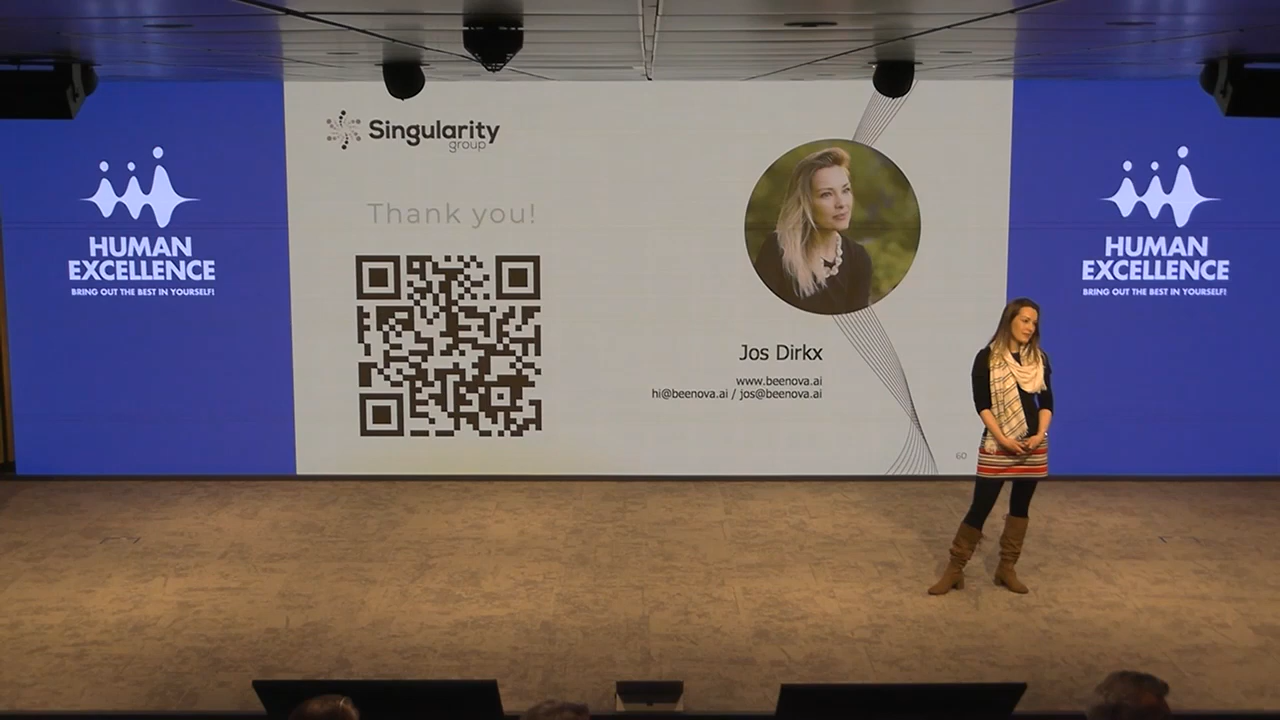 HUMAN
EXCELLENCE
BRING OUT THE BEST IN YOURSELF!
Singularity
group
Thank you!
Jos Dirkx
www.beenova.ai
hi@beenova.ai / jos@beenova.ai
60
HUMAN
EXCELLENCE
BRING OUT THE BEST IN YOURSELF!